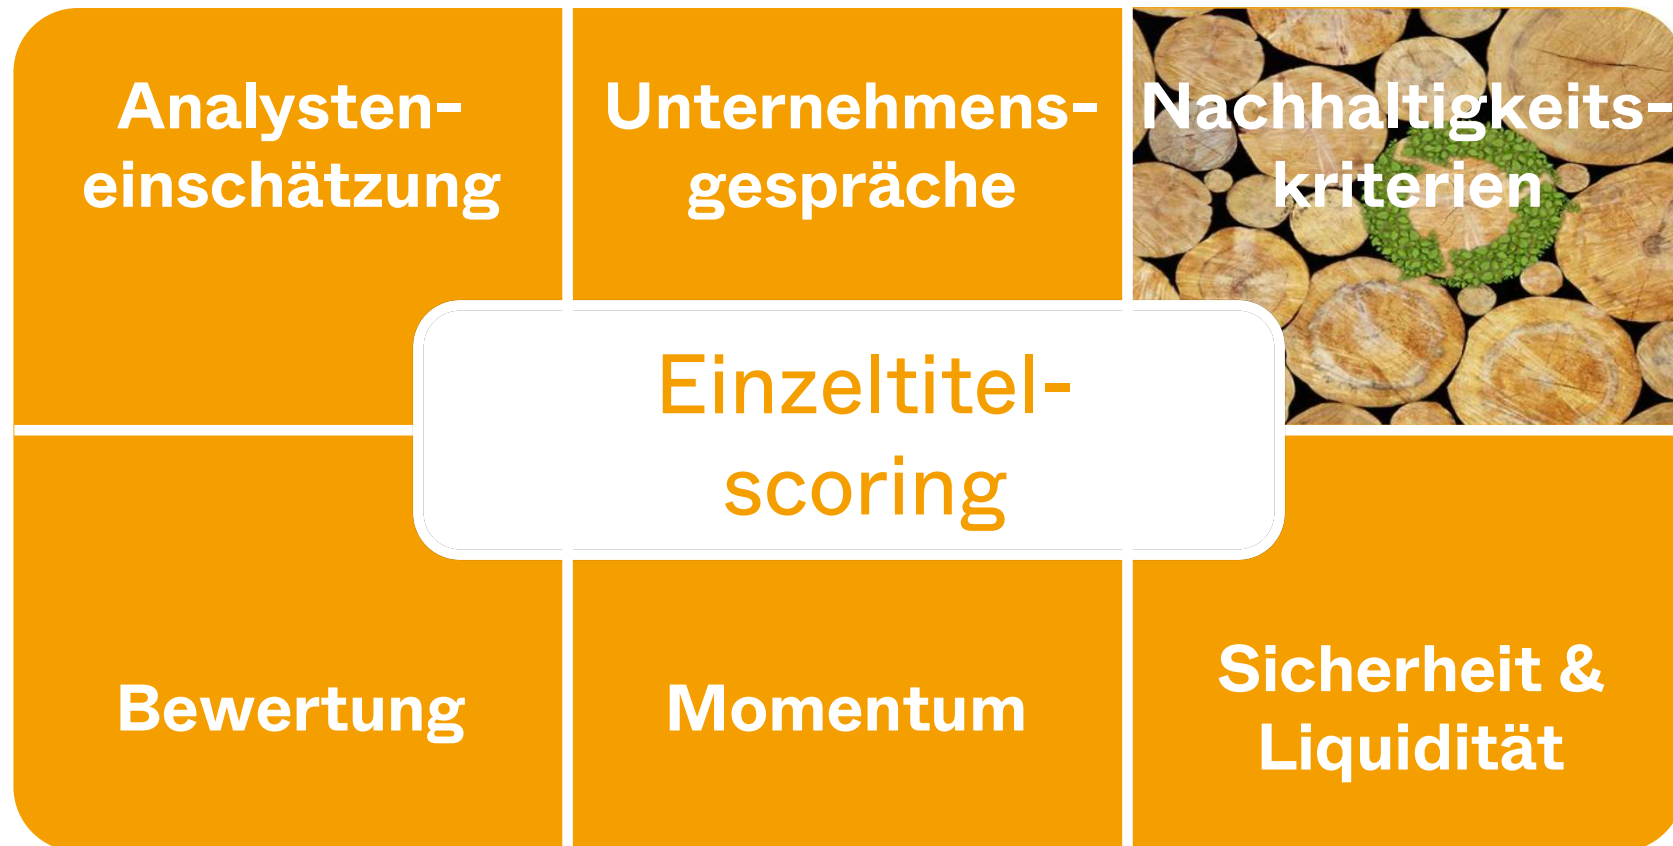 Analysten-
einschätzung
Unternehmens-
gespräche
Nachhaltigkeits-
kriterien
Einzeltitel-
scoring
Bewertung
Momentum
Sicherheit &
Liquidität